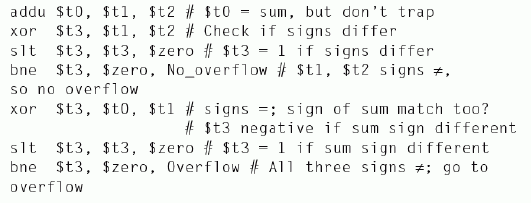 addu $t0, $t1, $t2 # $t0 = sum, but don't trap
xor $t3, $t1, $t2 # Check if signs differ
slt $t3, $t3, $zero # $t3 = 1 if signs differ
bne $t3, $zero, No_overflow # $t1, $t2 signs ≠,
so no overflow
xor $t3, $t0, $t1 # signs =; sign of sum match too?
# $t3 negative if sum sign different
slt $t3, $t3, $zero # $t3 = 1 if sum sign different
bne $t3, $zero, Overflow # All three signs ≠; go to
overflow